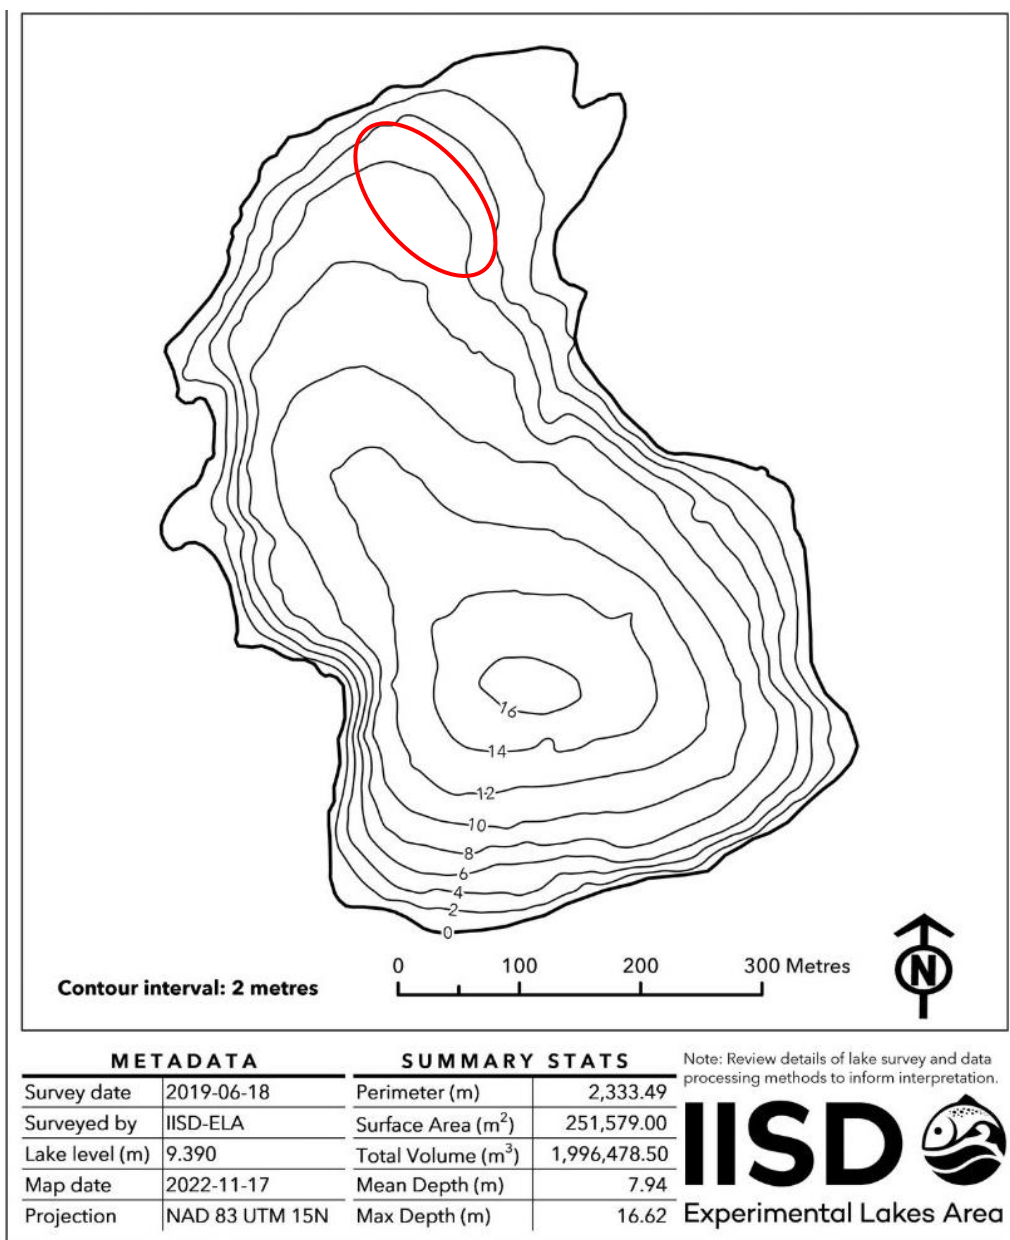 16
14
12
10
8
6
4
2
0
0 100 200 300 Metres
Contour interval: 2 metres
N
METADATA
Survey date 2019-06-18
Surveyed by IISD-ELA
Lake level (m) 9.390
Map date 2022-11-17
Projection NAD 83 UTM 15N
SUMMARY STATS
Perimeter (m) 2,333.49
Surface Area (m²) 251,579.00
Total Volume (m³) 1,996,478.50
Mean Depth (m) 7.94
Max Depth (m) 16.62
Note: Review details of lake survey and data
processing methods to inform interpretation.
IISD
Experimental Lakes Area